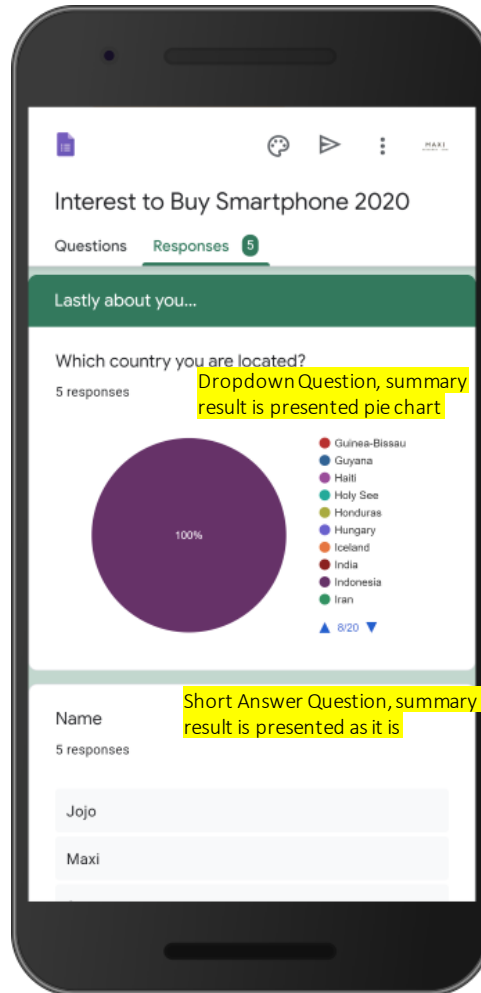 MAXI
Interest to Buy Smartphone 2020
Questions Responses 5
Lastly about you...
Which country you are located?
5 responses
Dropdown Question, summary
result is presented pie chart
100%
Guinea-Bissau
Guyana
Haiti
Holy See
Honduras
Hungary
Iceland
India
Indonesia
Iran
8/20
Short Answer Question, summary
result is presented as it is
Name
5 responses
Jojo
Maxi